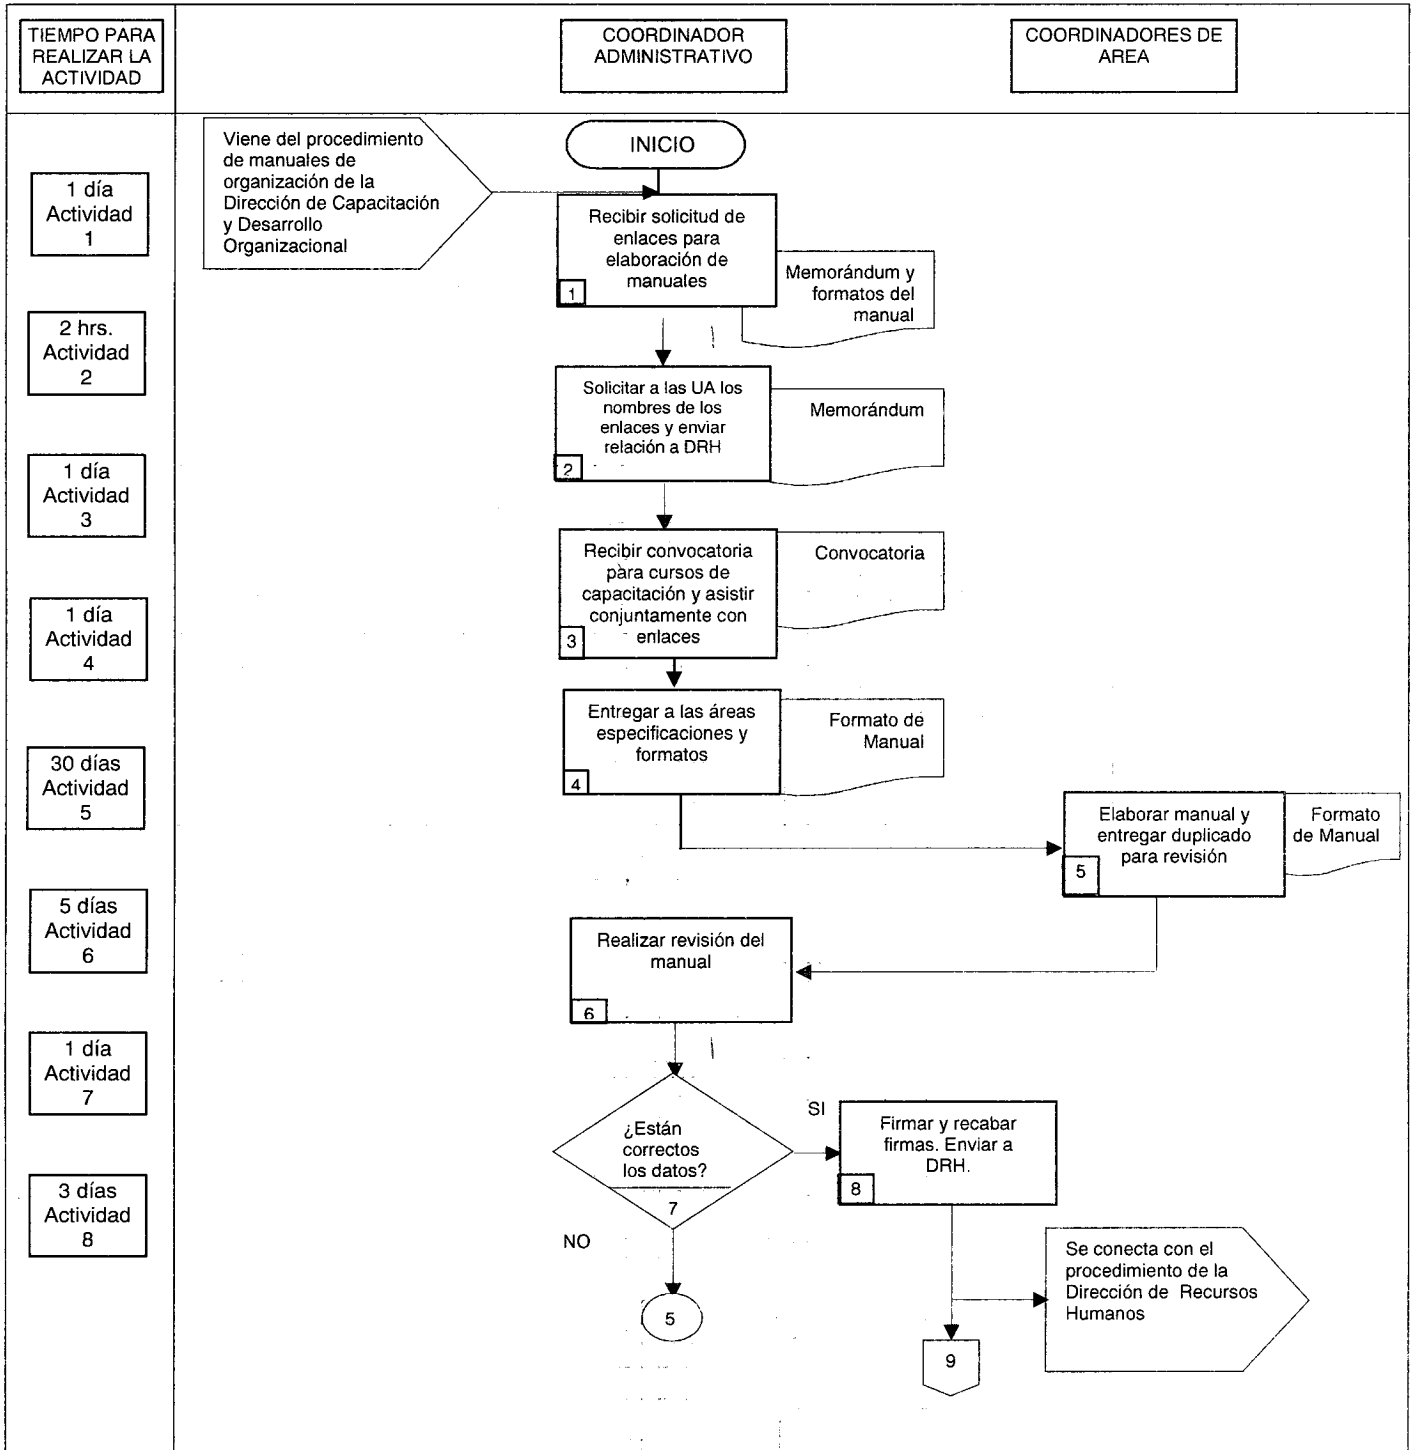 TIEMPO PARA
REALIZAR LA
ACTIVIDAD
COORDINADOR
ADMINISTRATIVO
COORDINADORES DE
AREA
Viene del procedimiento
de manuales de
organización de la
Dirección de Capacitación
y Desarrollo
Organizacional
INICIO
1 día
Actividad
1
Recibir solicitud de
enlaces para
elaboración de
manuales
1
Memorándum y
formatos del
manual
2 hrs.
Actividad
2
Solicitar a las UA los
nombres de los
enlaces y enviar
relación a DRH
2
Memorándum
1 día
Actividad
3
Recibir convocatoria
para cursos de
capacitación y asistir
conjuntamente con
enlaces
3
Convocatoria
1 día
Actividad
4
Entregar a las áreas
especificaciones y
formatos
4
Formato de
Manual
30 días
Actividad
5
Elaborar manual y
entregar duplicado
para revisión
5
Formato
de Manual
5 días
Actividad
6
Realizar revisión del
manual
6
1 día
Actividad
7
¿Están
correctos
los datos?
7
SI
Firmar y recabar
firmas. Enviar a
DRH.
8
3 días
Actividad
8
NO
5
Se conecta con el
procedimiento de la
Dirección de Recursos
Humanos
9